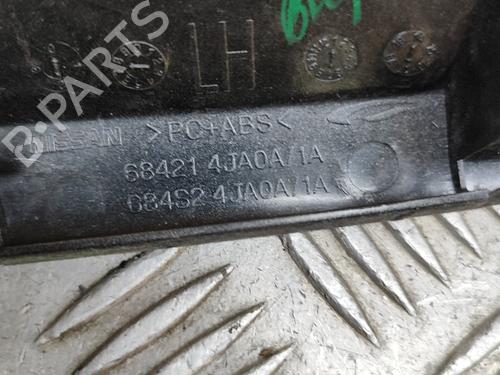 LH
NISSAN >PC+ABS<
68421 4JA0A/1A
684S2 4JA0A/1A
B-PARTS